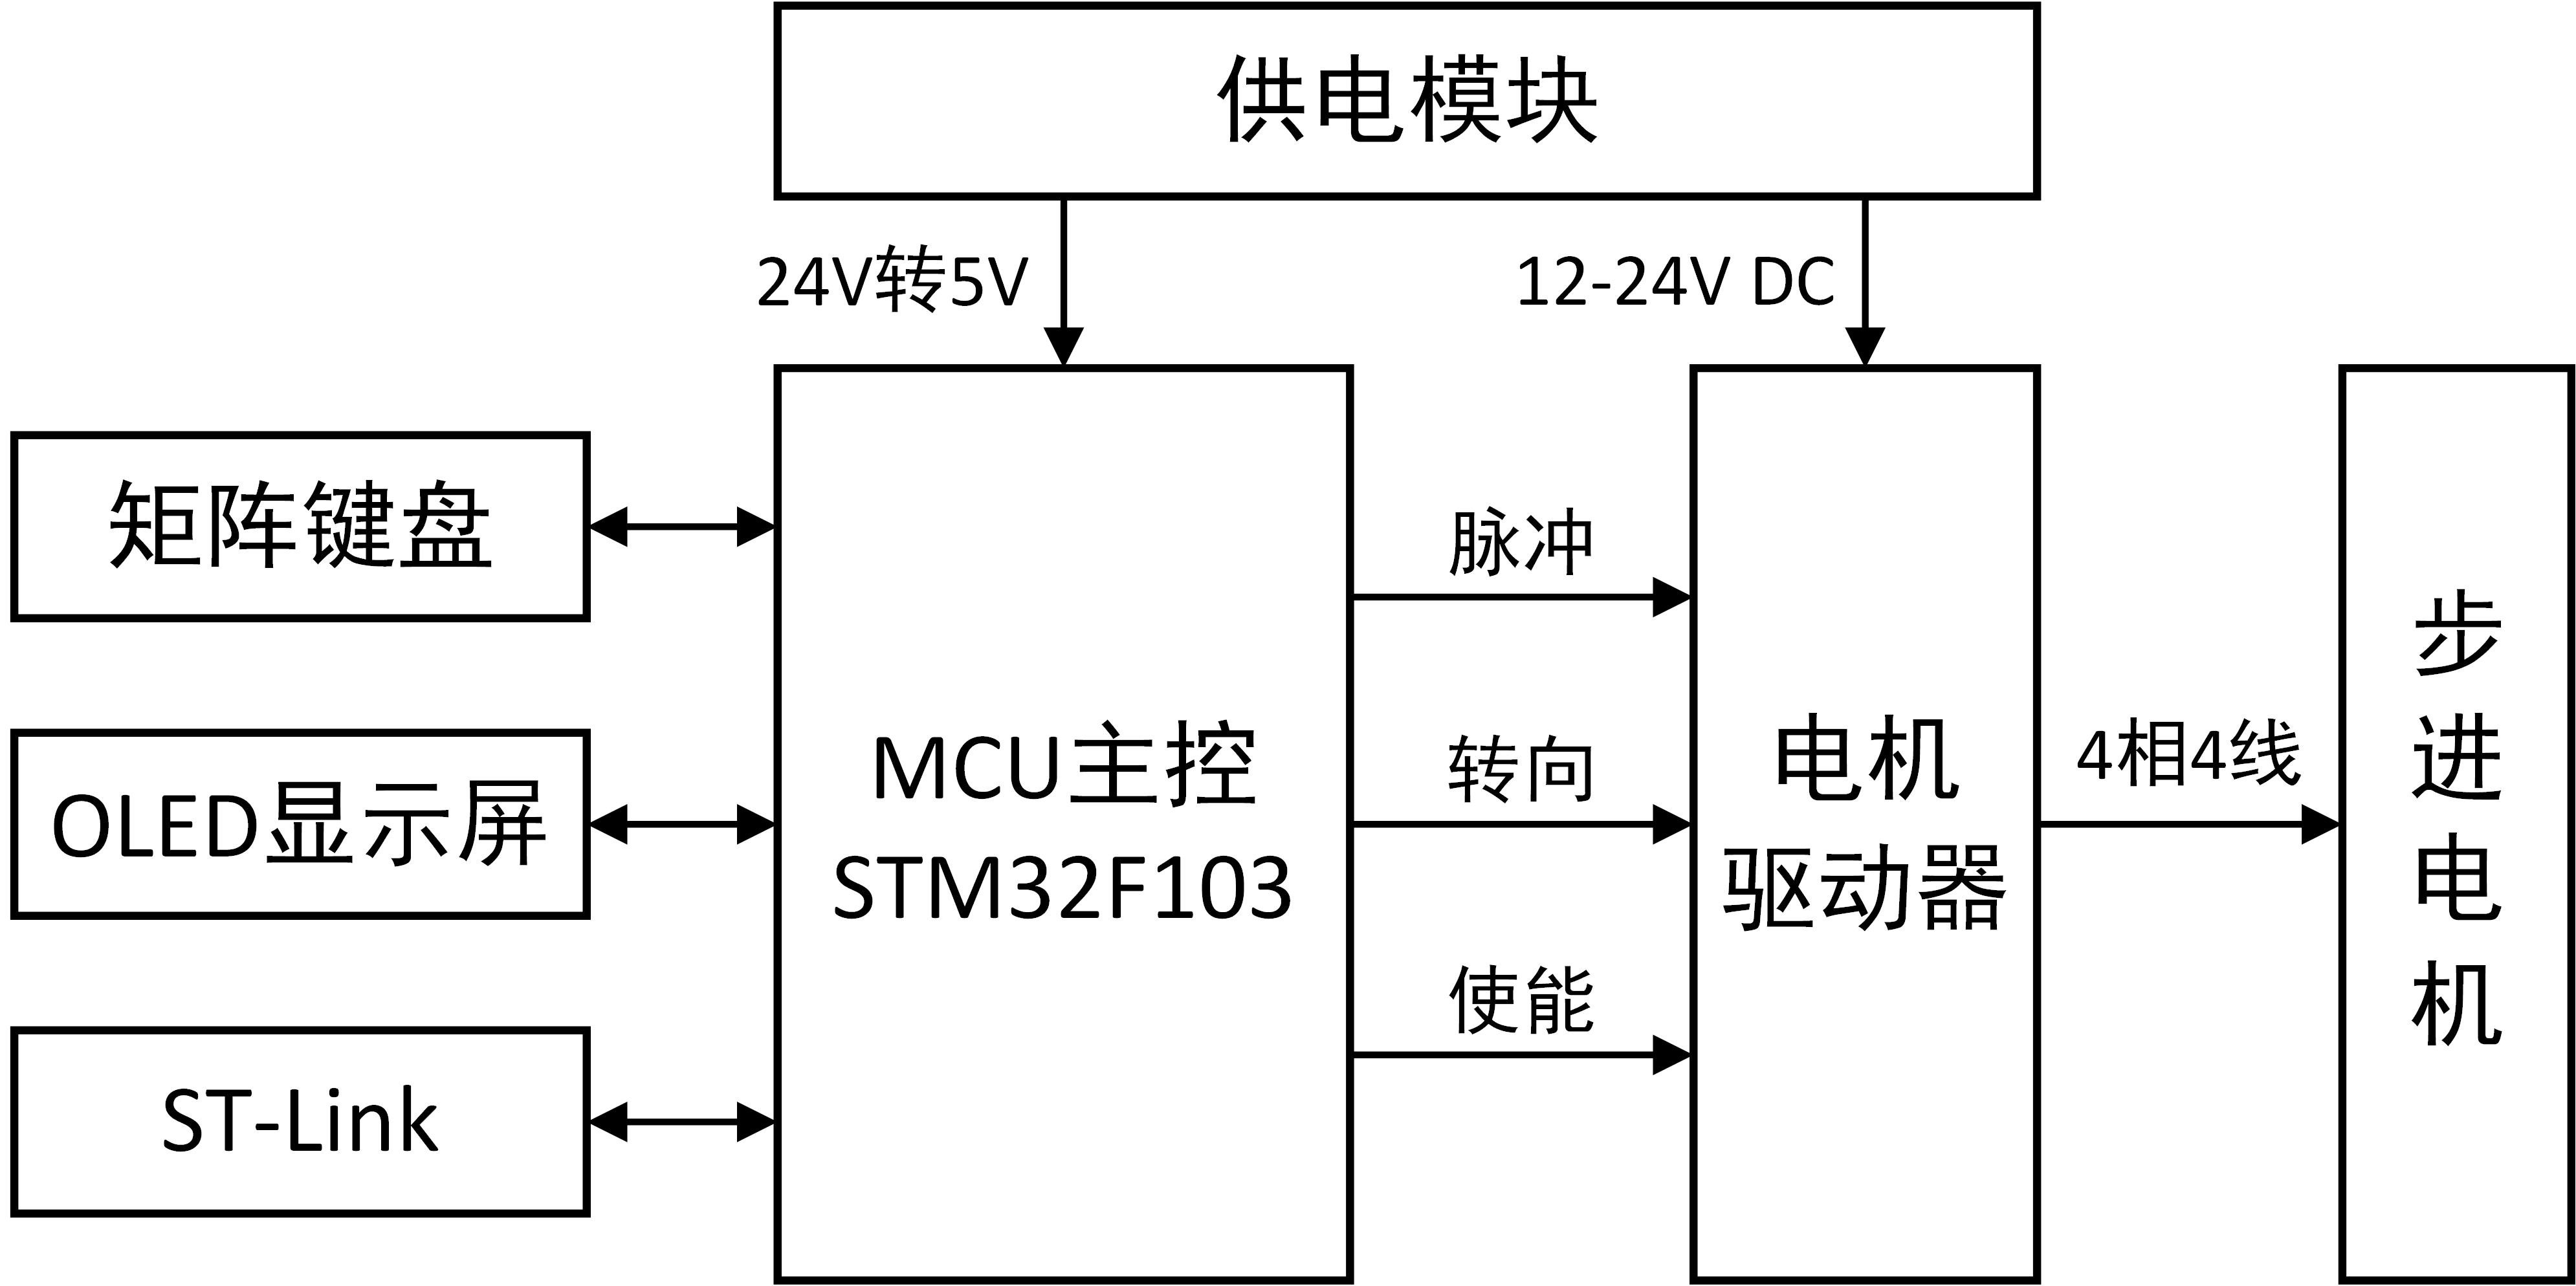 供电模块
24V转5V
12-24V DC
矩阵键盘
OLED显示屏
ST-Link
MCU主控
STM32F103
脉冲
转向
使能
电机
驱动器
4相4线
步进电机